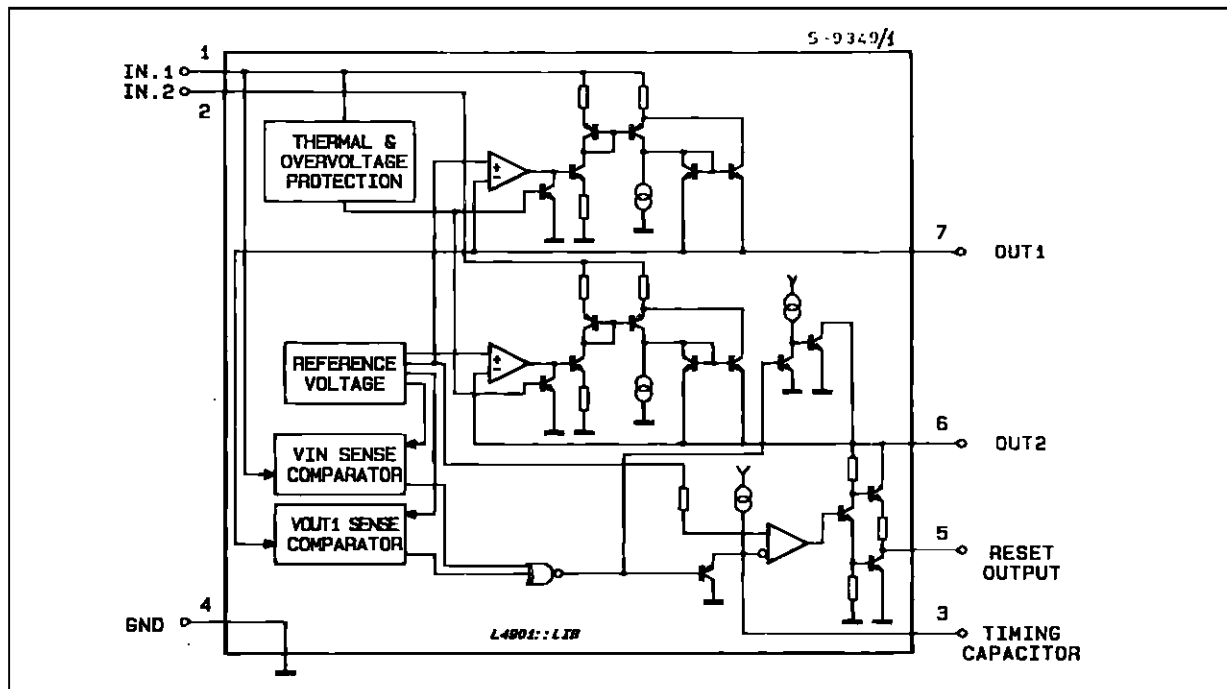 S-9349/1
1
IN.1
IN.2
2
THERMAL &
OVERVOLTAGE
PROTECTION
+
-
7
OUT1
REFERENCE
VOLTAGE
+
-
6
OUT2
VIN SENSE
COMPARATOR
VOUT1 SENSE
COMPARATOR
5
RESET
OUTPUT
4
GND
3
TIMING
CAPACITOR
L4901::LIB